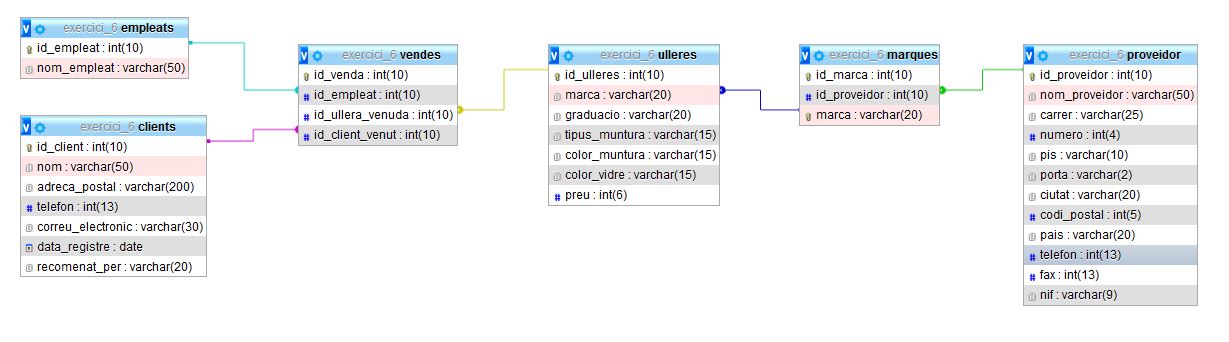 exercici_6 empleats
id_empleat : int(10)
nom_empleat : varchar(50)
exercici_6 clients
id_client : int(10)
nom : varchar(50)
adreca_postal : varchar(200)
telefon : int(13)
correu_electronic : varchar(30)
data_registre : date
recomenat_per : varchar(20)
exercici_6 vendes
id_venda : int(10)
id_empleat : int(10)
id_ullera_venuda : int(10)
id_client_venut : int(10)
exercici_6 ulleres
id_ulleres : int(10)
marca : varchar(20)
graduacio : varchar(20)
tipus_muntura : varchar(15)
color_muntura : varchar(15)
color_vidre : varchar(15)
preu : int(6)
exercici_6 marques
id_marca : int(10)
id_proveidor : int(10)
marca : varchar(20)
exercici_6 proveidor
id_proveidor : int(10)
nom_proveidor : varchar(50)
carrer : varchar(25)
numero : int(4)
pis : varchar(10)
porta : varchar(2)
ciutat : varchar(20)
codi_postal : int(5)
pais : varchar(20)
telefon : int(13)
fax : int(13)
nif : varchar(9)